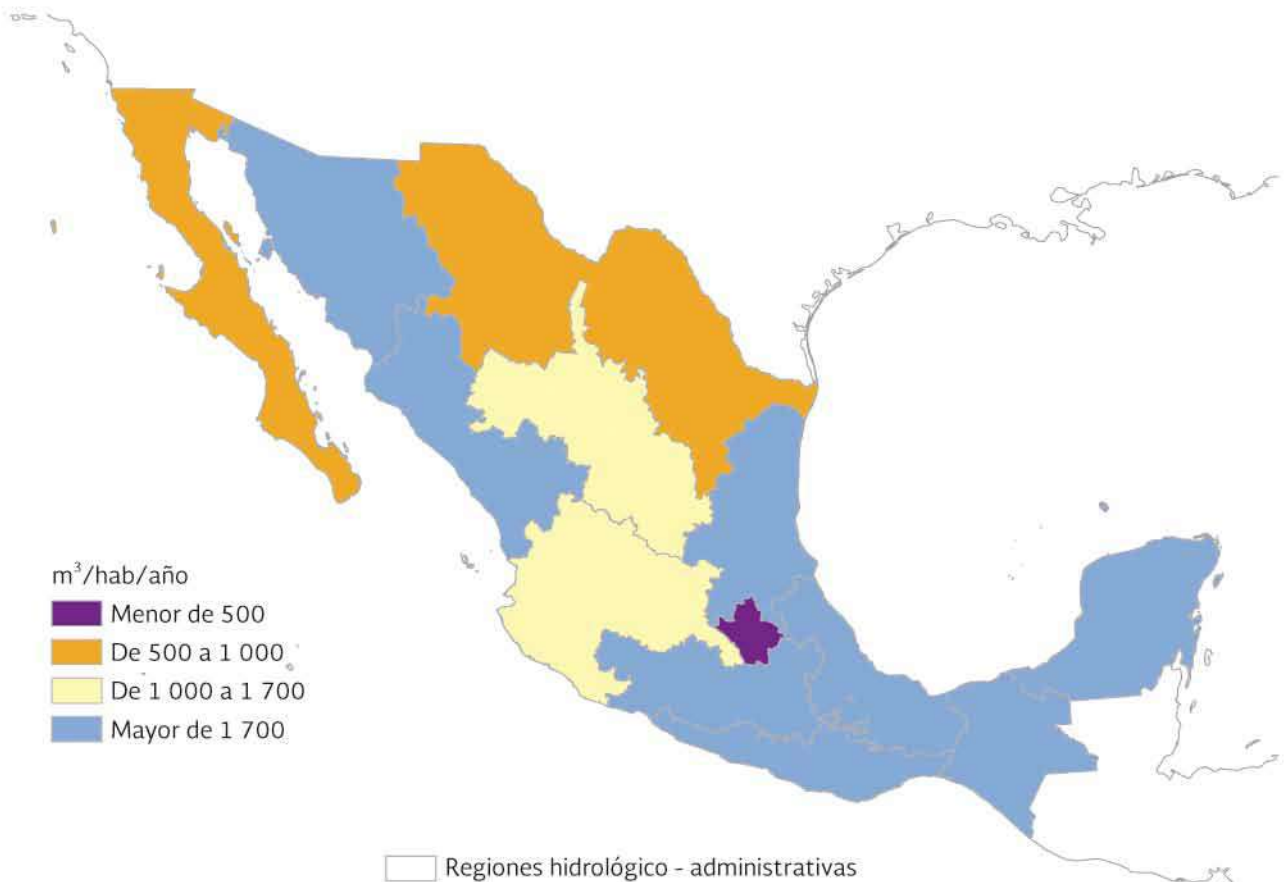 m³/hab/año
Menor de 500
De 500 a 1 000
De 1 000 a 1 700
Mayor de 1 700
Regiones hidrológico - administrativas